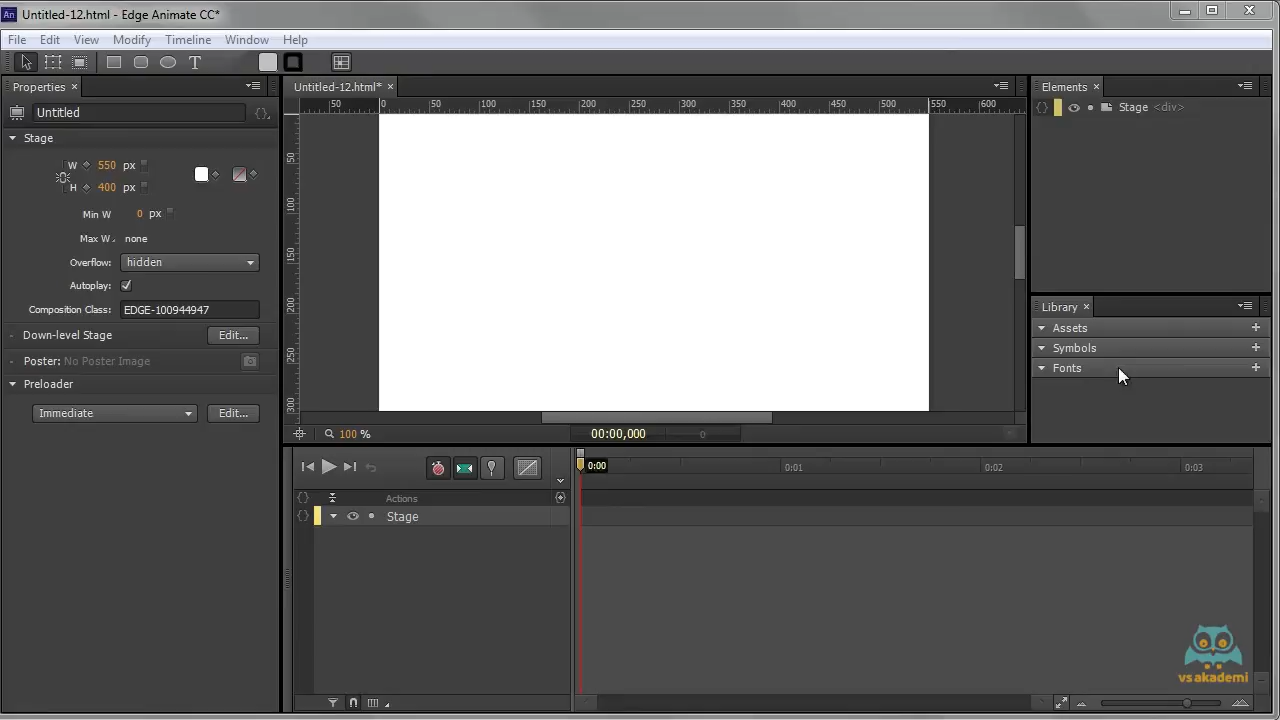 An Untitled-12.html - Edge Animate CC*
File Edit View Modify Timeline Window Help
T
Properties ×
Untitled
Stage
W 550 px
H 400 px
Min W 0 px
Max W none
Overflow: hidden
Autoplay:
Composition Class: EDGE-100944947
Down-level Stage Edit...
Poster: No Poster Image
Preloader
Immediate Edit...
Untitled-12.html* ×
50 0 50 100 150 200 250 300 350 400 450 500 550 600
50
100
150
200
250
300
100 % 00:00,000 0
Elements ×
{} Stage <div>
Library ×
Assets +
Symbols +
Fonts +
0:00 0:01 0:02 0:03
{} Actions
{} Stage
vsakademi